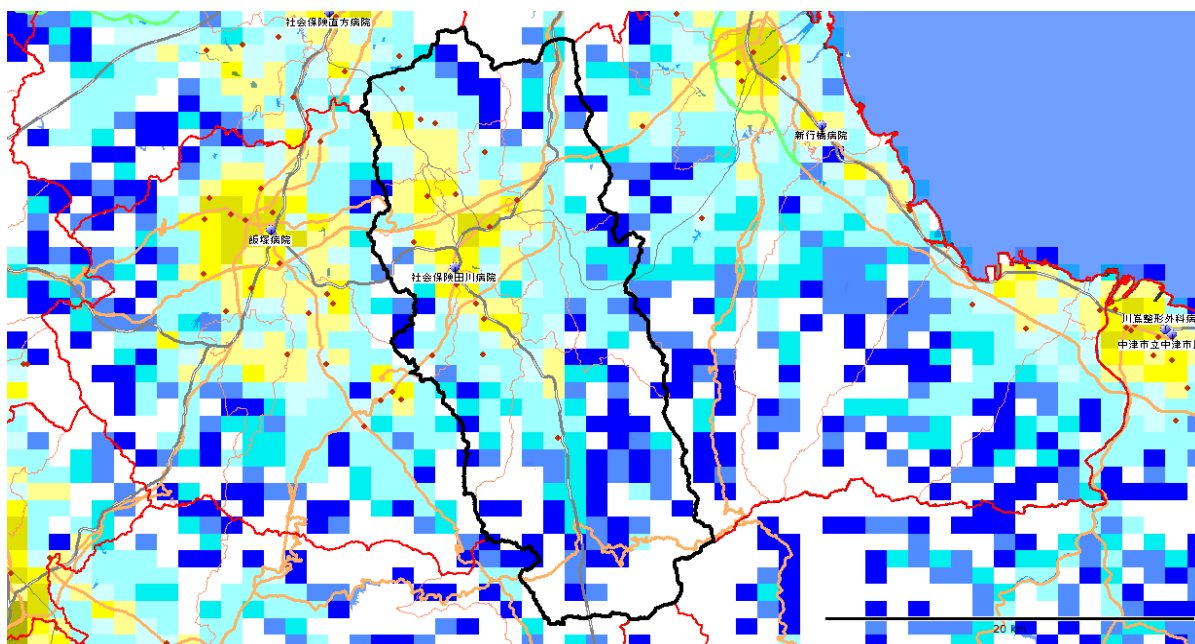 社会保険直方病院
新行橋病院
飯塚病院
社会保険田川病院
川嶌整形外科病
中津市立中津市民
20 km